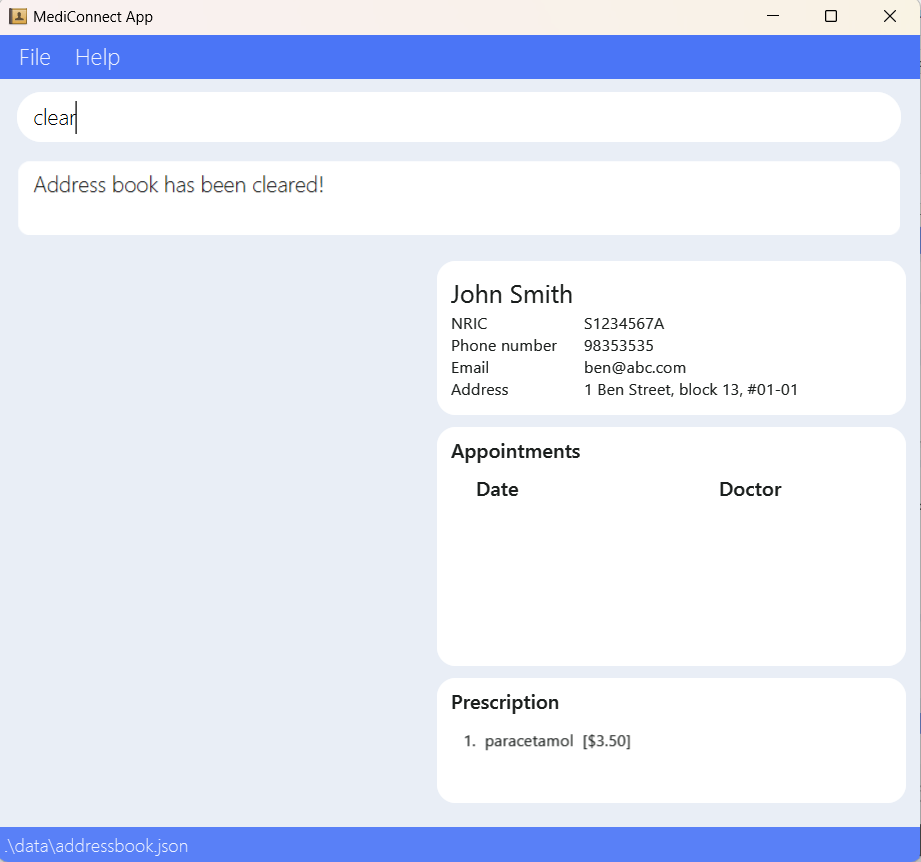 MediConnect App
File Help
clear
Address book has been cleared!
John Smith
NRIC S1234567A
Phone number 98353535
Email ben@abc.com
Address 1 Ben Street, block 13, #01-01
Appointments
Date Doctor
Prescription
1. paracetamol [$3.50]
.\data\addressbook.json